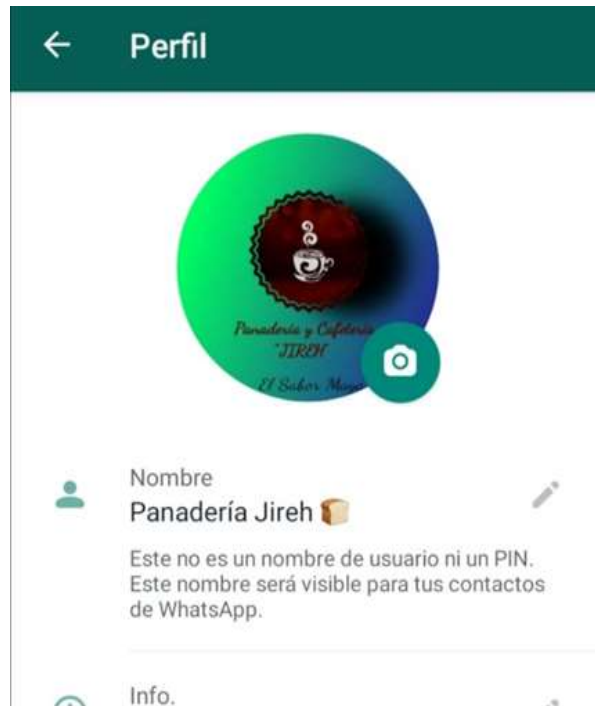 Perfil
Panadería y Cafetería
"JIREH"
El Sabor
Nombre
Panadería Jireh
Este no es un nombre de usuario ni un PIN.
Este nombre será visible para tus contactos
de WhatsApp.
Info.